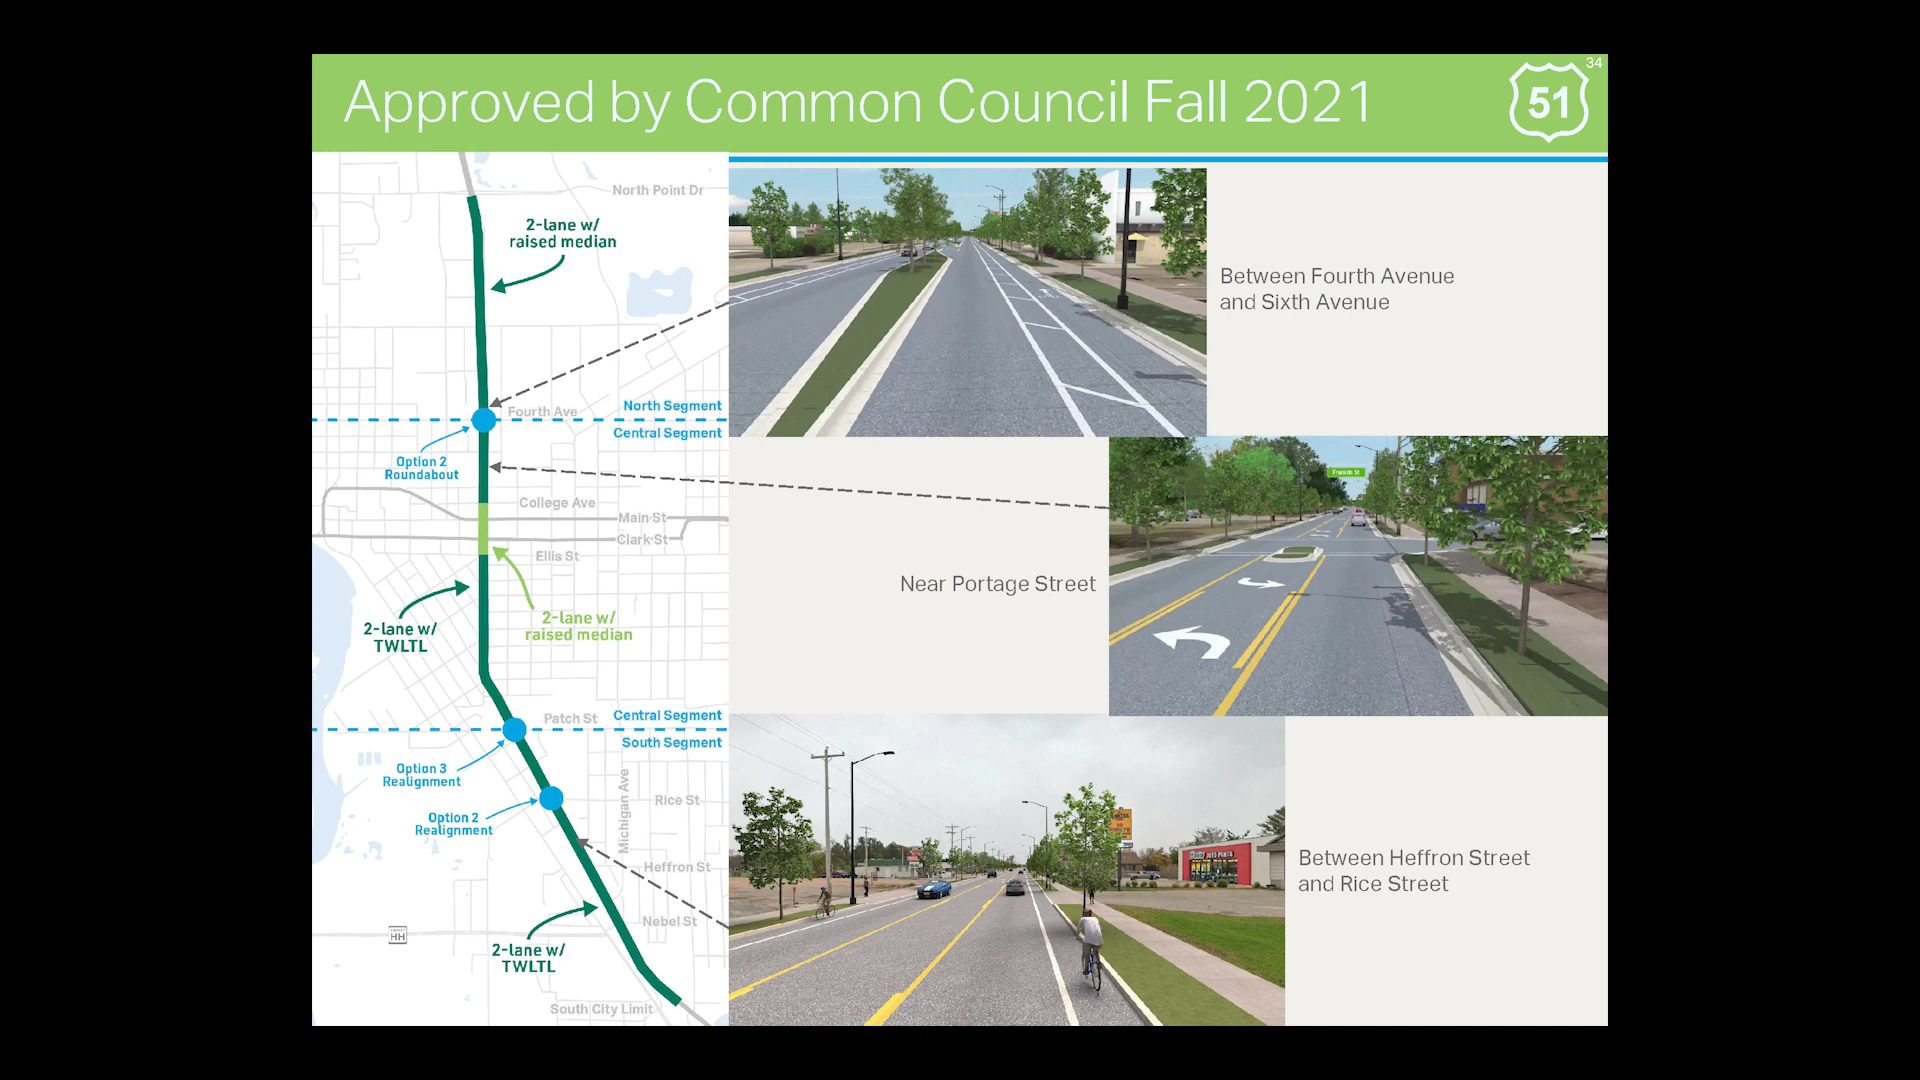 Approved by Common Council Fall 2021
51
34
North Point Dr
2-lane w/
raised median
Fourth Ave
North Segment
Central Segment
Option 2
Roundabout
College Ave
Main St
Clark St
Ellis St
2-lane w/
TWLTL
2-lane w/
raised median
Patch St
Central Segment
South Segment
Option 3
Realignment
Option 2
Realignment
Michigan Ave
Rice St
Heffron St
Nebel St
HH
2-lane w/
TWLTL
South City Limit
Between Fourth Avenue
and Sixth Avenue
Franklin St
Near Portage Street
Between Heffron Street
and Rice Street